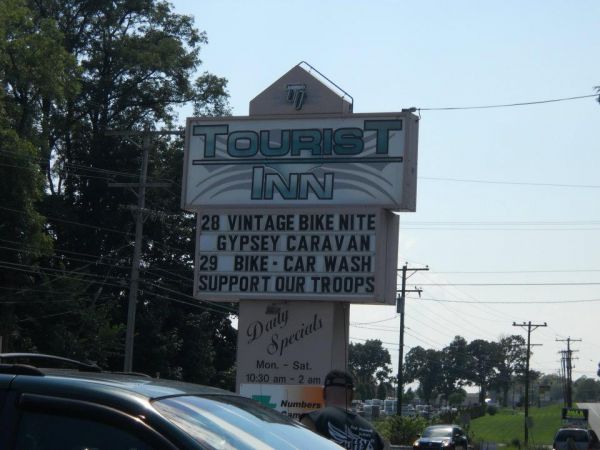 TJ
TOURIST
INN
28 VINTAGE BIKE NITE
GYPSEY CARAVAN
29 BIKE - CAR WASH
SUPPORT OUR TROOPS
Daily
Specials
Mon. - Sat.
10:30 am - 2 am
Numbers